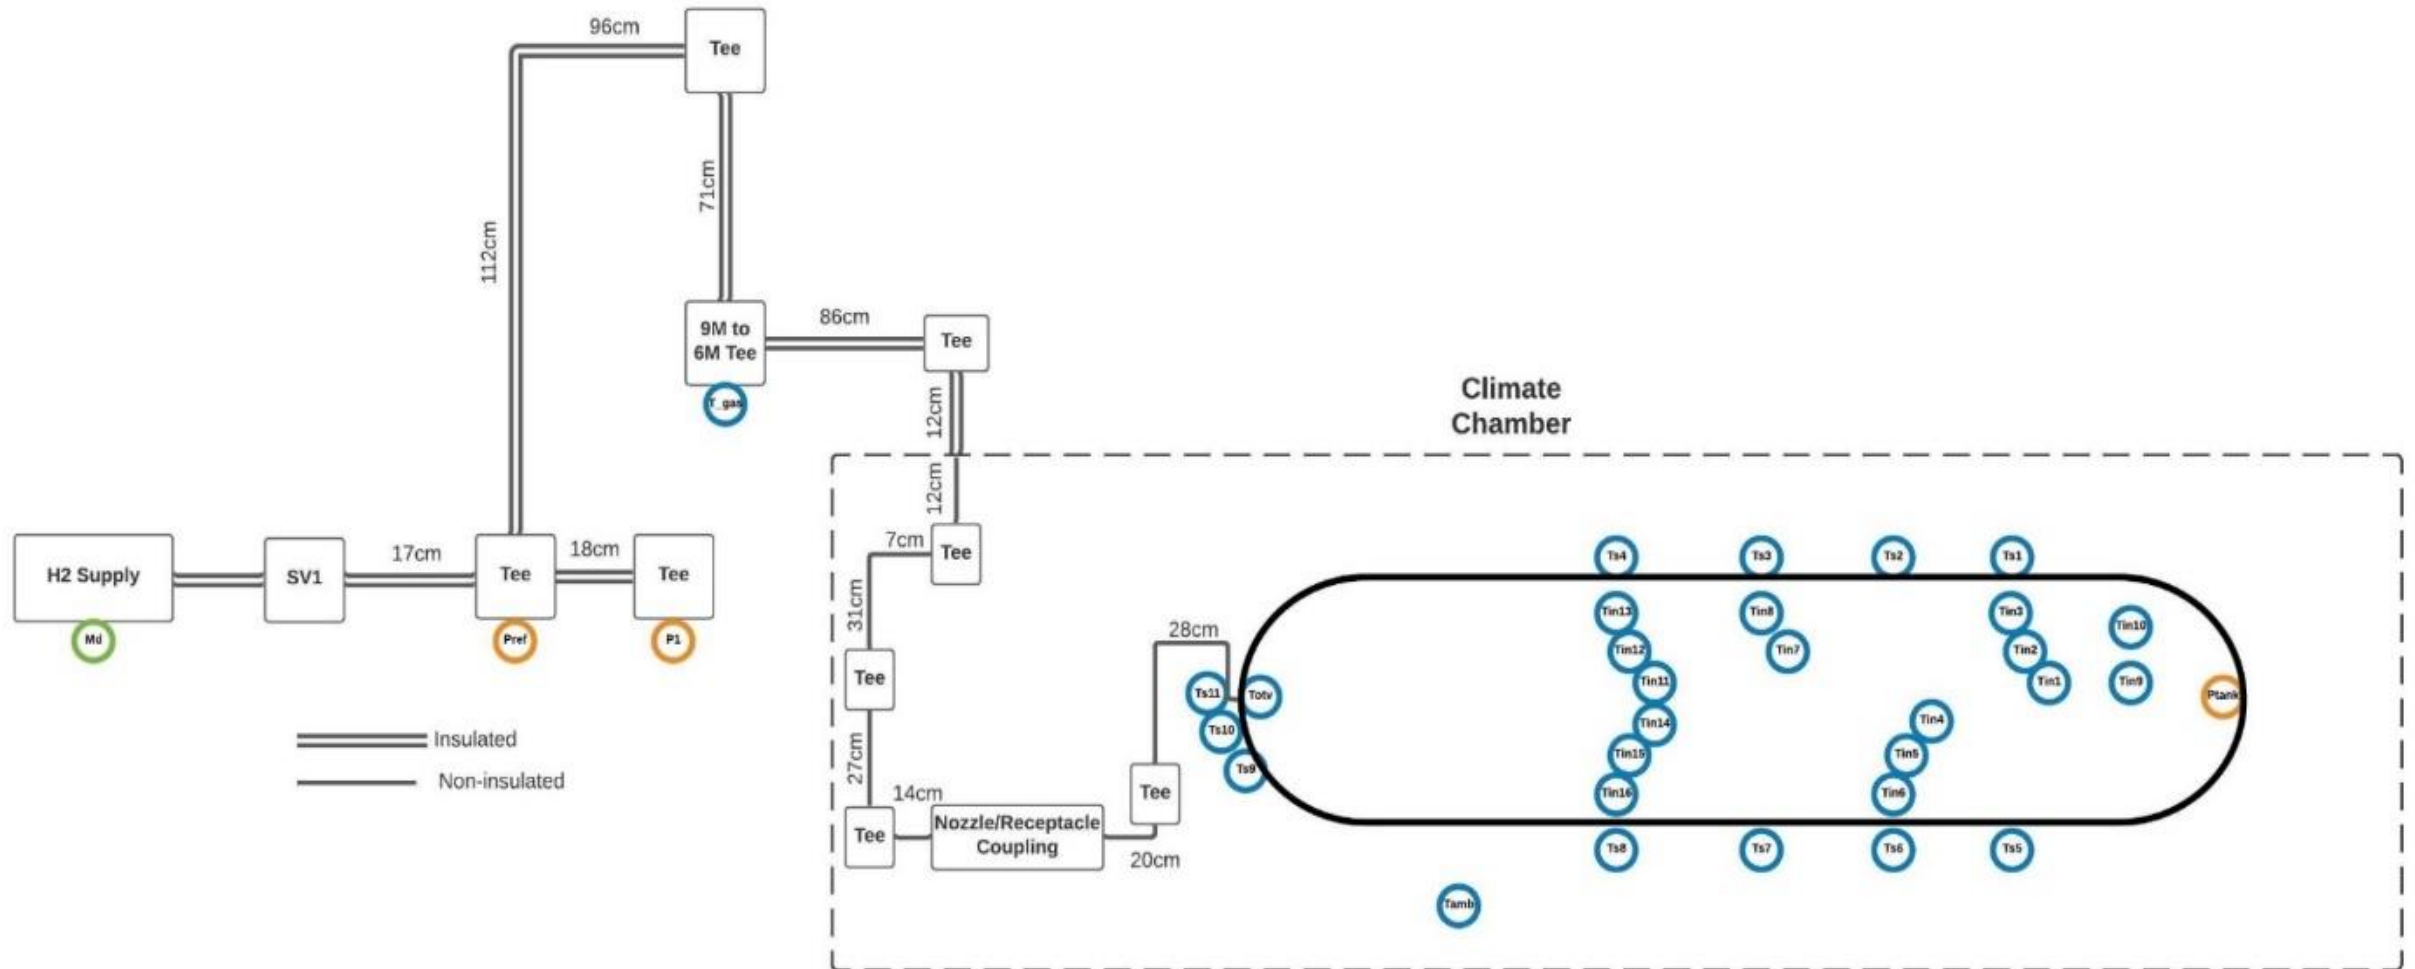 96cm
Tee
112cm
71cm
9M to
6M Tee
T_gas
86cm
Tee
12cm
Climate
Chamber
12cm
H2 Supply
Md
SV1
17cm
Tee
Pref
18cm
Tee
P1
Insulated
Non-insulated
7cm
Tee
31cm
Tee
27cm
Tee
14cm
Nozzle/Receptacle
Coupling
20cm
Tee
28cm
Ts11
Totv
Ts10
Ts9
Ts4
Ts3
Ts2
Ts1
Tin13
Tin8
Tin3
Tin10
Tin12
Tin7
Tin2
Tin11
Tin1
Tin9
Ptank
Tin14
Tin4
Tin15
Tin5
Tin16
Tin6
Ts8
Ts7
Ts6
Ts5
Tamb